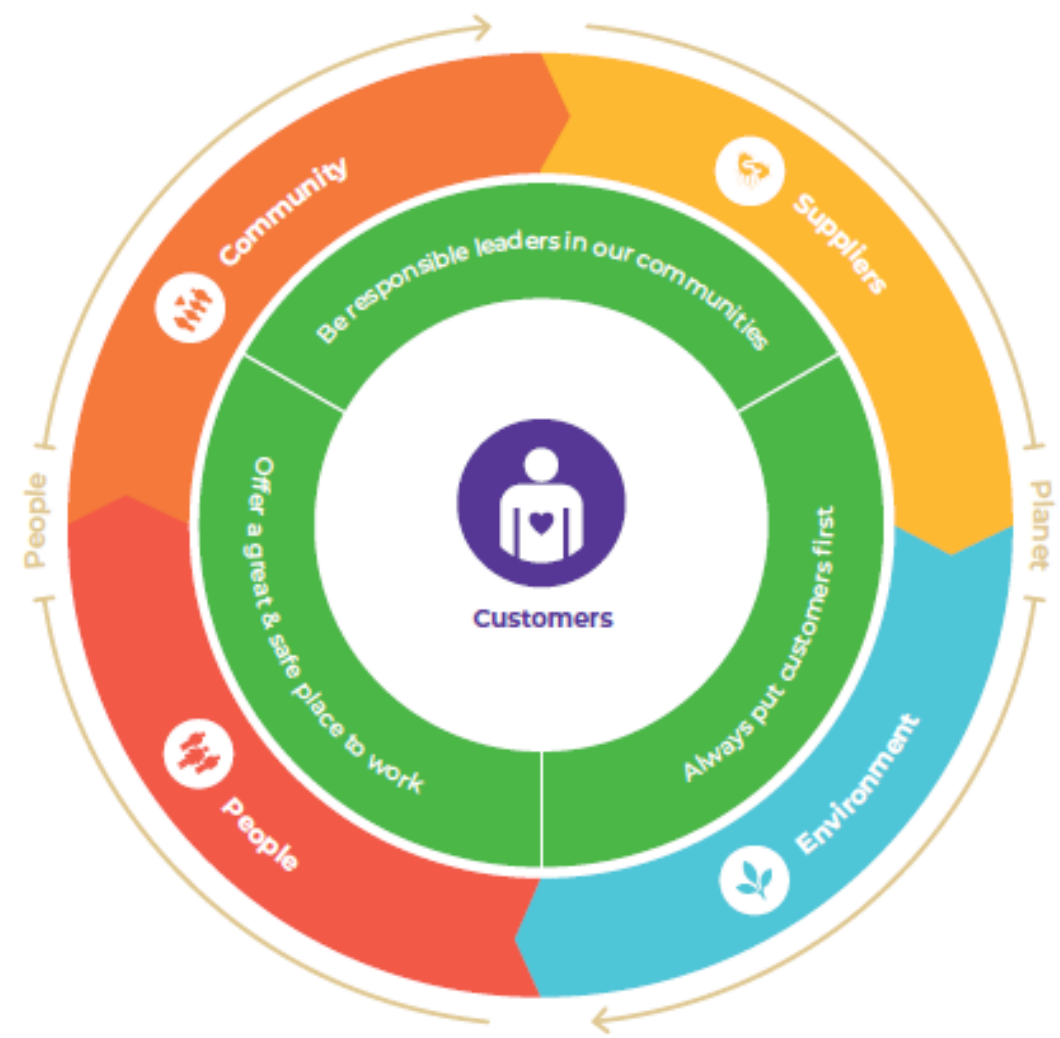 Community
Suppliers
Be responsible leaders in our communities
People
Planet
Offer a great & safe place to work
Always put customers first
Customers
People
Environment